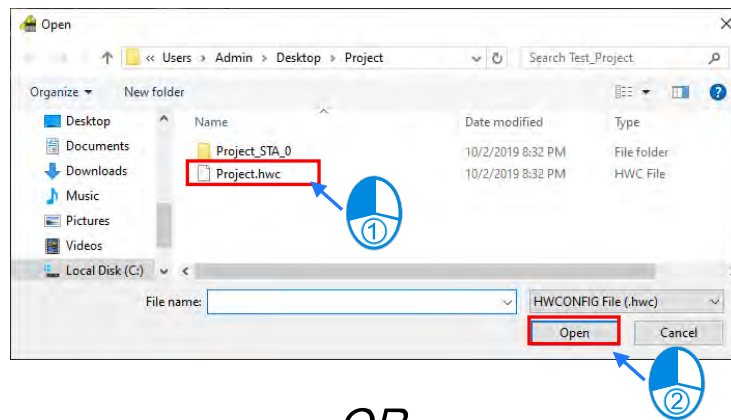 Open
« Users > Admin > Desktop > Project
Search Test_Project
Organize
New folder
Desktop
Documents
Downloads
Music
Pictures
Videos
Local Disk (C:)
Name
Date modified
Type
Project_STA_0
10/2/2019 8:32 PM
File folder
Project.hwc
10/2/2019 8:32 PM
HWC File
①
File name:
HWCONFIG File (.hwc)
Open
Cancel
②
OR